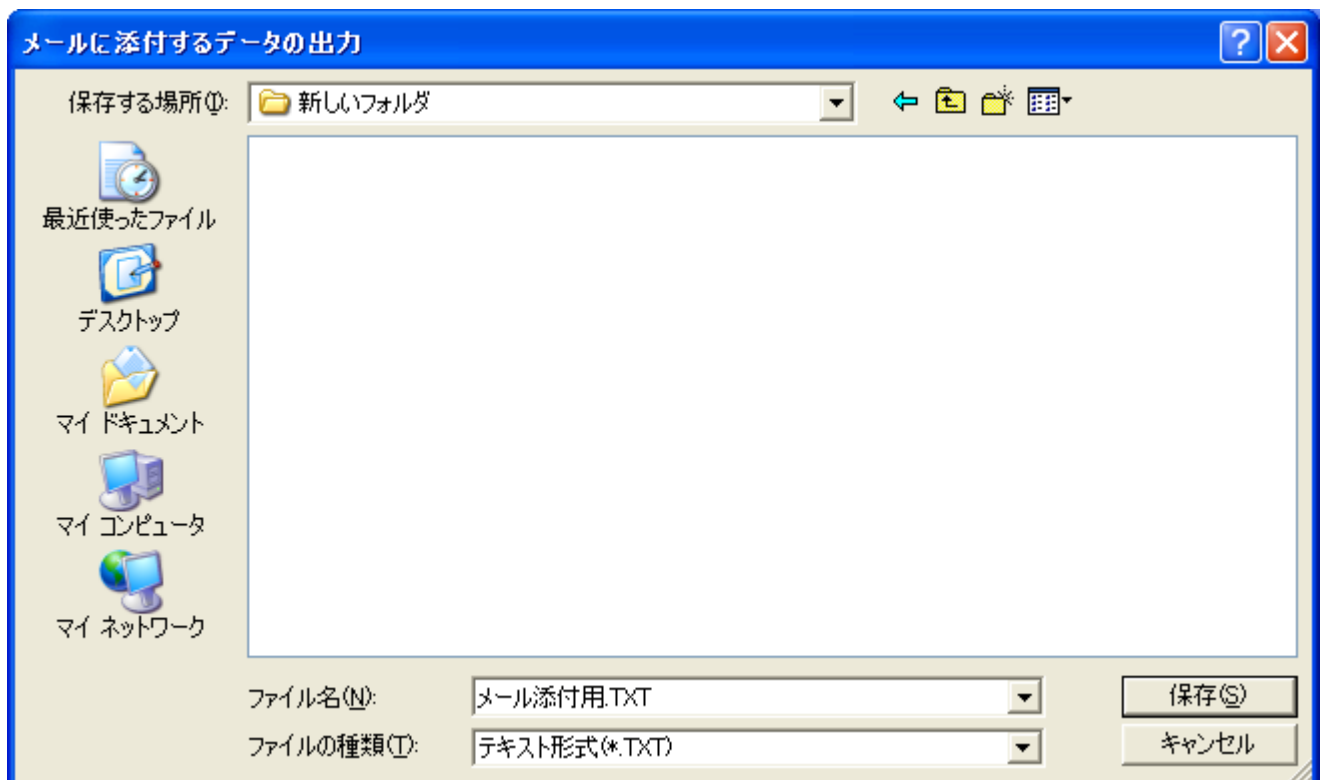 メールに添付するデータの出力
保存する場所(I): 新しいフォルダ
最近使ったファイル
デスクトップ
マイ ドキュメント
マイ コンピュータ
マイ ネットワーク
ファイル名(N): メール添付用.TXT 保存(S)
ファイルの種類(T): テキスト形式(*.TXT) キャンセル